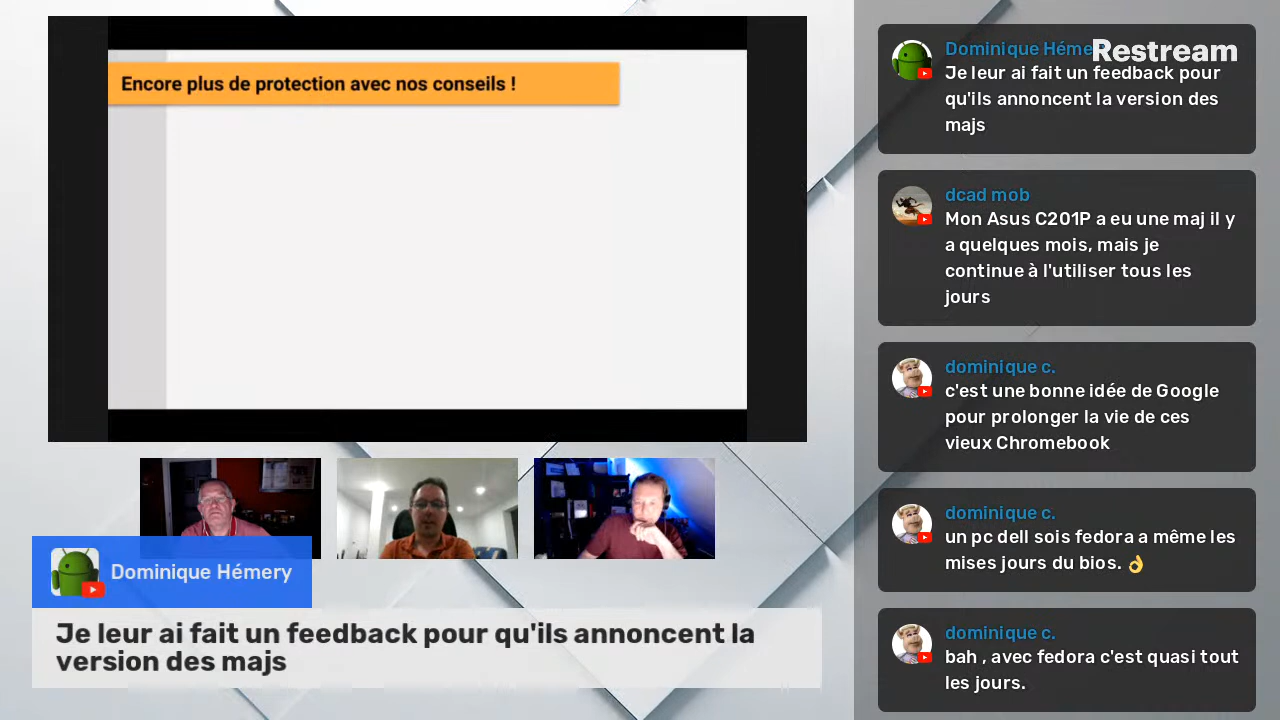 Encore plus de protection avec nos conseils !
Dominique Hémery
Je leur ai fait un feedback pour qu'ils annoncent la
version des majs
Restream
Dominique Héme
Je leur ai fait un feedback pour
qu'ils annoncent la version des
majs
dcad mob
Mon Asus C201P a eu une maj il y
a quelques mois, mais je
continue à l'utiliser tous les
jours
dominique c.
c'est une bonne idée de Google
pour prolonger la vie de ces
vieux Chromebook
dominique c.
un pc dell sois fedora a même les
mises jours du bios. 👌
dominique c.
bah , avec fedora c'est quasi tout
les jours.